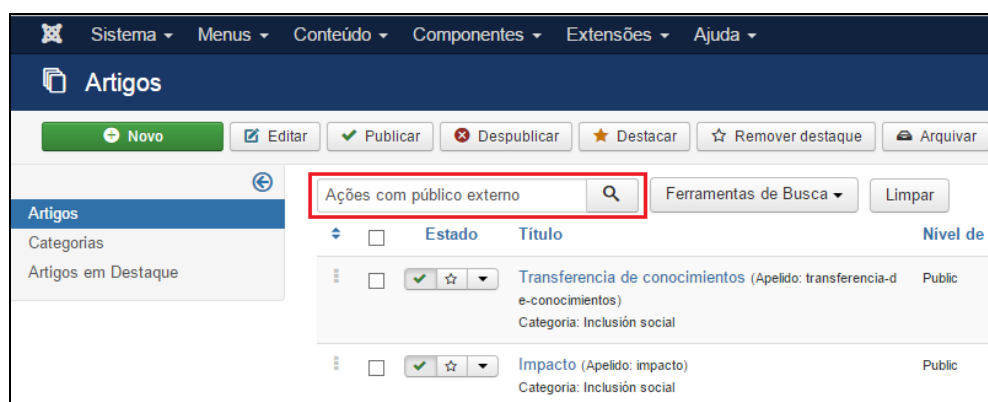 Sistema Menus Conteúdo Componentes Extensões Ajuda
Artigos
Novo Editar Publicar Despublicar Destacar Remover destaque Arquivar
Ações com público externo Ferramentas de Busca Limpar
Artigos
Categorias
Artigos em Destaque
Estado Título Nível de
Transferencia de conocimientos (Apelido: transferencia-d Public
e-conocimientos)
Categoria: Inclusión social
Impacto (Apelido: impacto) Public
Categoria: Inclusión social